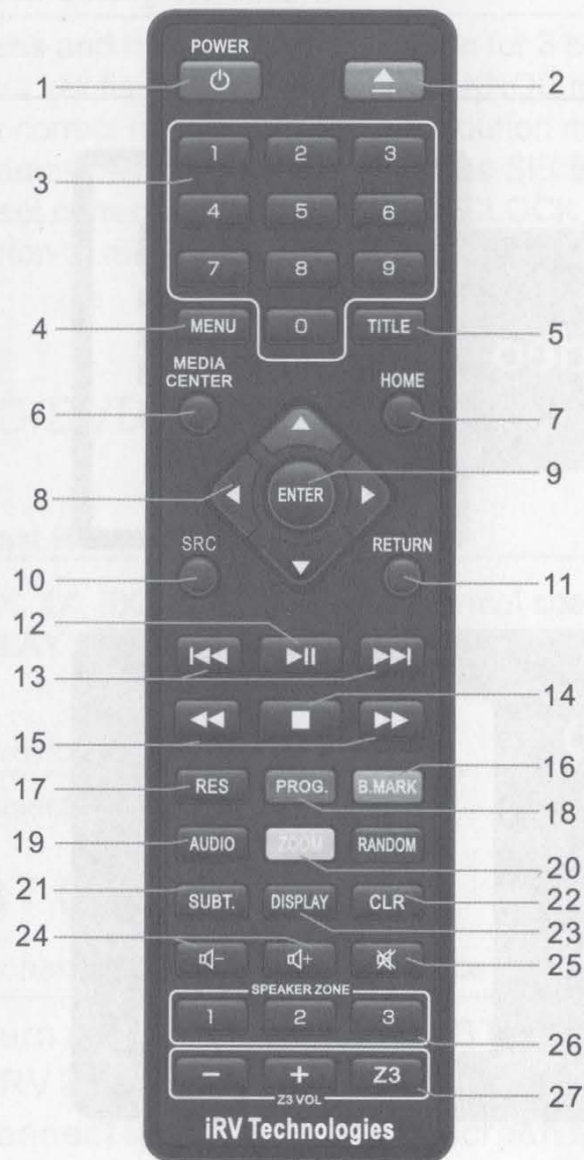 POWER
1 2
1 2 3
3
4 5 6
7 8 9
4 MENU 0 TITLE 5
MEDIA CENTER HOME
6 7
8 ENTER 9
SRC RETURN
10 11
12
13
14
15
16
17 RES PROG. B.MARK
18
19 AUDIO ZOOM RANDOM
20
21 SUBT. DISPLAY CLR 22
23
24 - + 25
SPEAKER ZONE
1 2 3
26
− + Z3
27
Z3 VOL
iRV Technologies